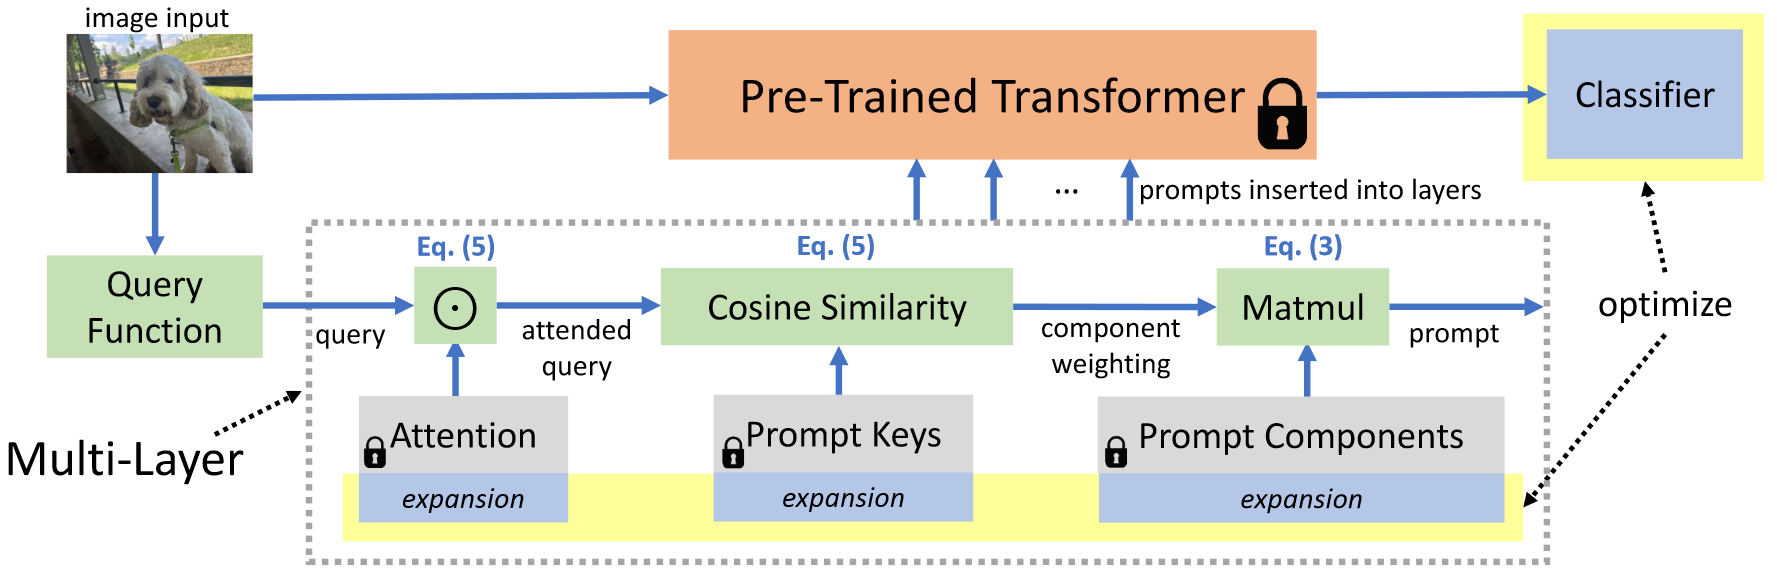 image input
Pre-Trained Transformer
Classifier
...
prompts inserted into layers
Eq. (5)
Eq. (5)
Eq. (3)
Query
Function
query
attended
query
Cosine Similarity
component
weighting
Matmul
prompt
optimize
Multi-Layer
Attention
Prompt Keys
Prompt Components
expansion
expansion
expansion